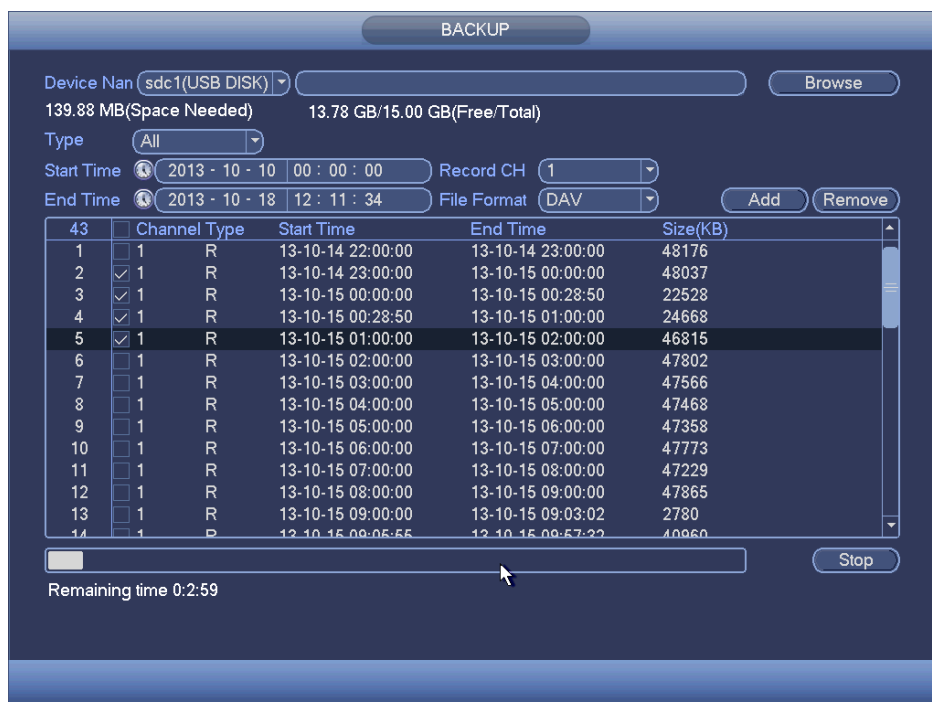 BACKUP
Device Nan sdc1(USB DISK) Browse
139.88 MB(Space Needed) 13.78 GB/15.00 GB(Free/Total)
Type All
Start Time 2013 - 10 - 10 00 : 00 : 00 Record CH 1
End Time 2013 - 10 - 18 12 : 11 : 34 File Format DAV Add Remove
43 Channel Type Start Time End Time Size(KB)
1 1 R 13-10-14 22:00:00 13-10-14 23:00:00 48176
2 1 R 13-10-14 23:00:00 13-10-15 00:00:00 48037
3 1 R 13-10-15 00:00:00 13-10-15 00:28:50 22528
4 1 R 13-10-15 00:28:50 13-10-15 01:00:00 24668
5 1 R 13-10-15 01:00:00 13-10-15 02:00:00 46815
6 1 R 13-10-15 02:00:00 13-10-15 03:00:00 47802
7 1 R 13-10-15 03:00:00 13-10-15 04:00:00 47566
8 1 R 13-10-15 04:00:00 13-10-15 05:00:00 47468
9 1 R 13-10-15 05:00:00 13-10-15 06:00:00 47358
10 1 R 13-10-15 06:00:00 13-10-15 07:00:00 47773
11 1 R 13-10-15 07:00:00 13-10-15 08:00:00 47229
12 1 R 13-10-15 08:00:00 13-10-15 09:00:00 47865
13 1 R 13-10-15 09:00:00 13-10-15 09:03:02 2780
14 1 R 13-10-15
Stop
Remaining time 0:2:59